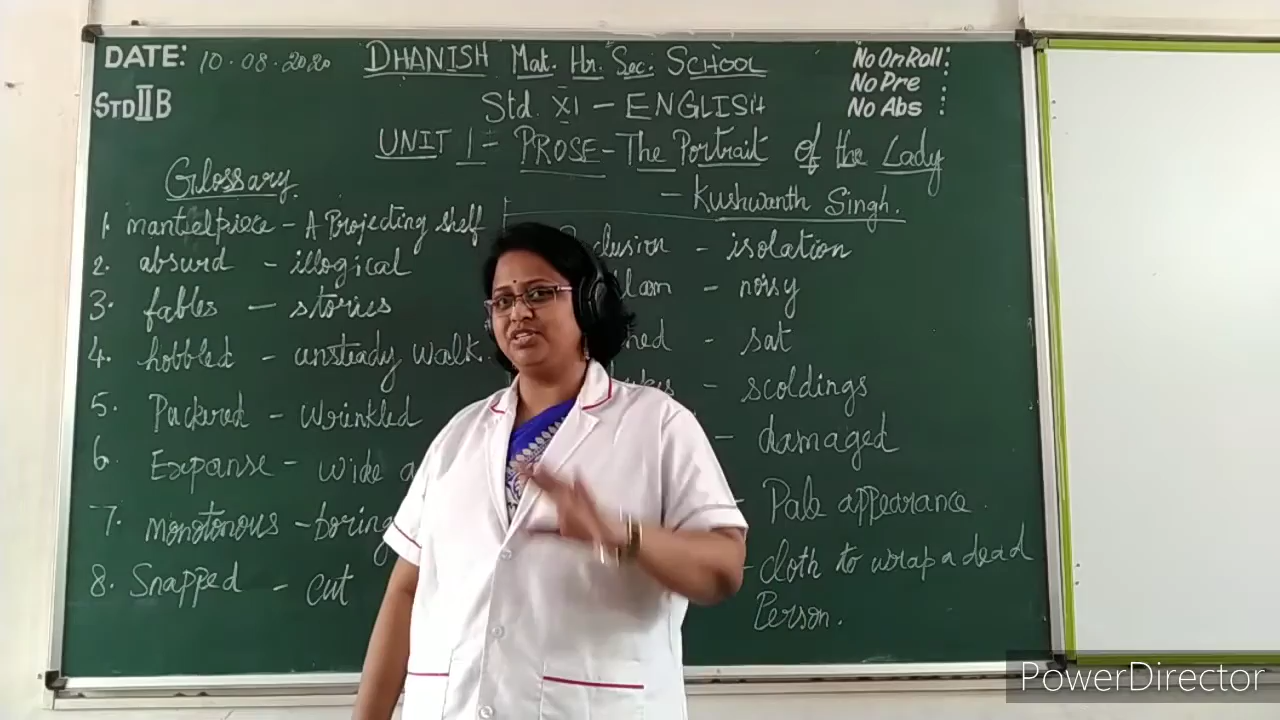 DATE: 10.08.2020
STD II B
DHANISH Mat. Hr. Sec. SCHOOL
Std. XI - ENGLISH
No On Roll :
No Pre :
No Abs :
UNIT 1 - PROSE - The Portrait of the Lady
- Kushwanth Singh.
Glossary
1. mantelpiece - A Projecting shelf
2. absurd - illogical
3. fables - stories
4. hobbled - unsteady walk.
5. Puckered - wrinkled
6. Expanse - wide
7. monotonous - boring
8. Snapped - cut
- isolation
- noisy
- sat
- scoldings
- damaged
- Pale appearance.
- cloth to wrap a dead
Person.
PowerDirector